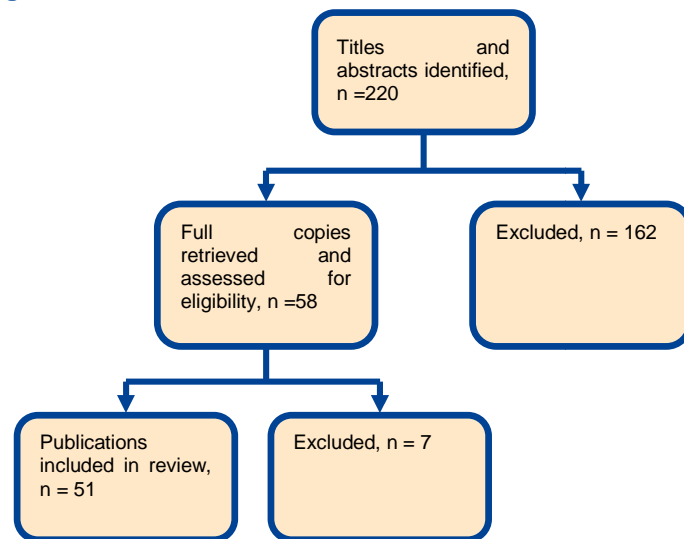 Titles and
abstracts identified,
n =220
Full copies
retrieved and
assessed for
eligibility, n =58
Excluded, n = 162
Publications
included in review,
n = 51
Excluded, n = 7